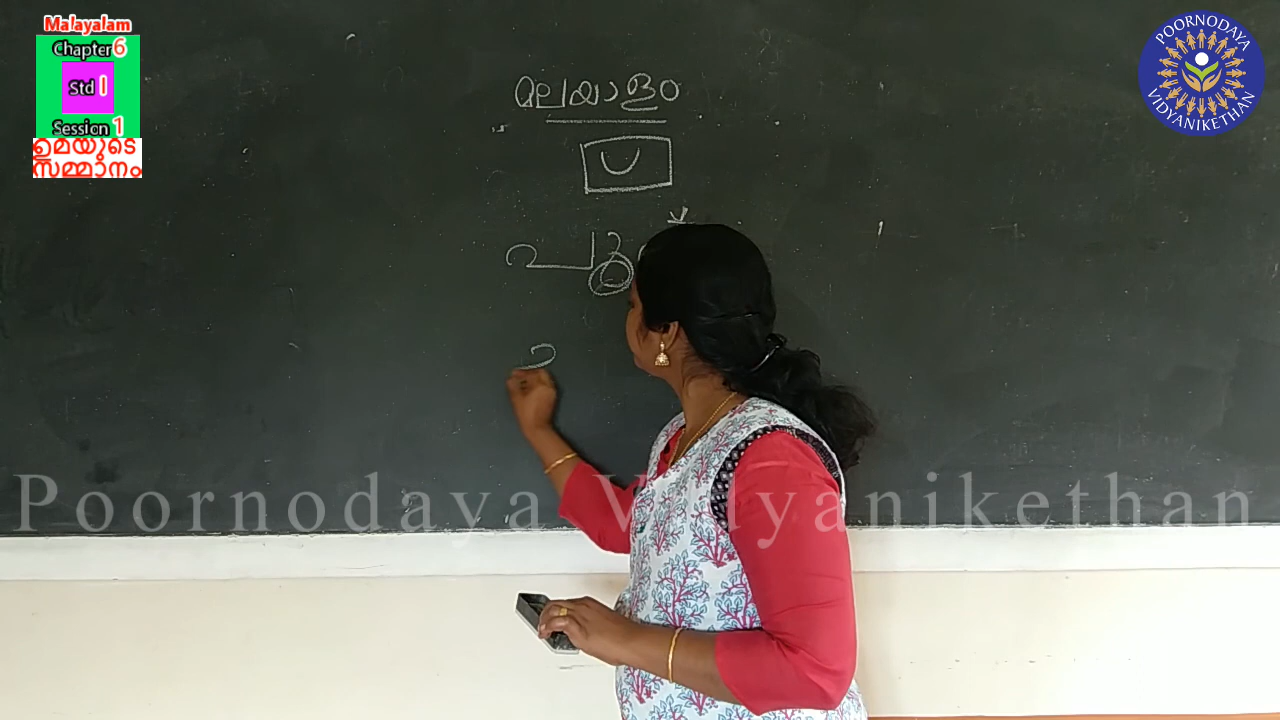 Malayalam
Chapter 6
Std I
Session 1
ഉമയുടെ
സമ്മാനം
POORNODAYA
VIDYANIKETHAN
മലയാളം
Poornodaya Vidyanikethan